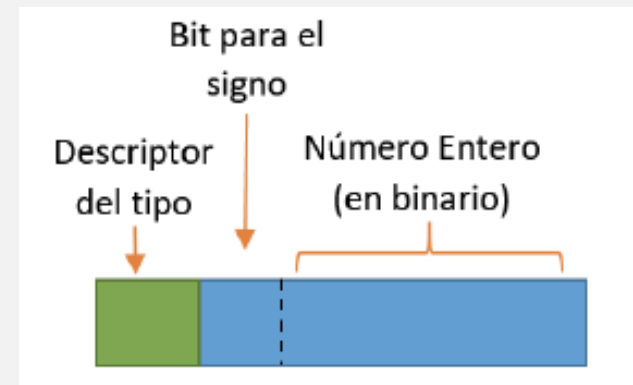 Bit para el
signo
Descriptor
del tipo
Número Entero
(en binario)